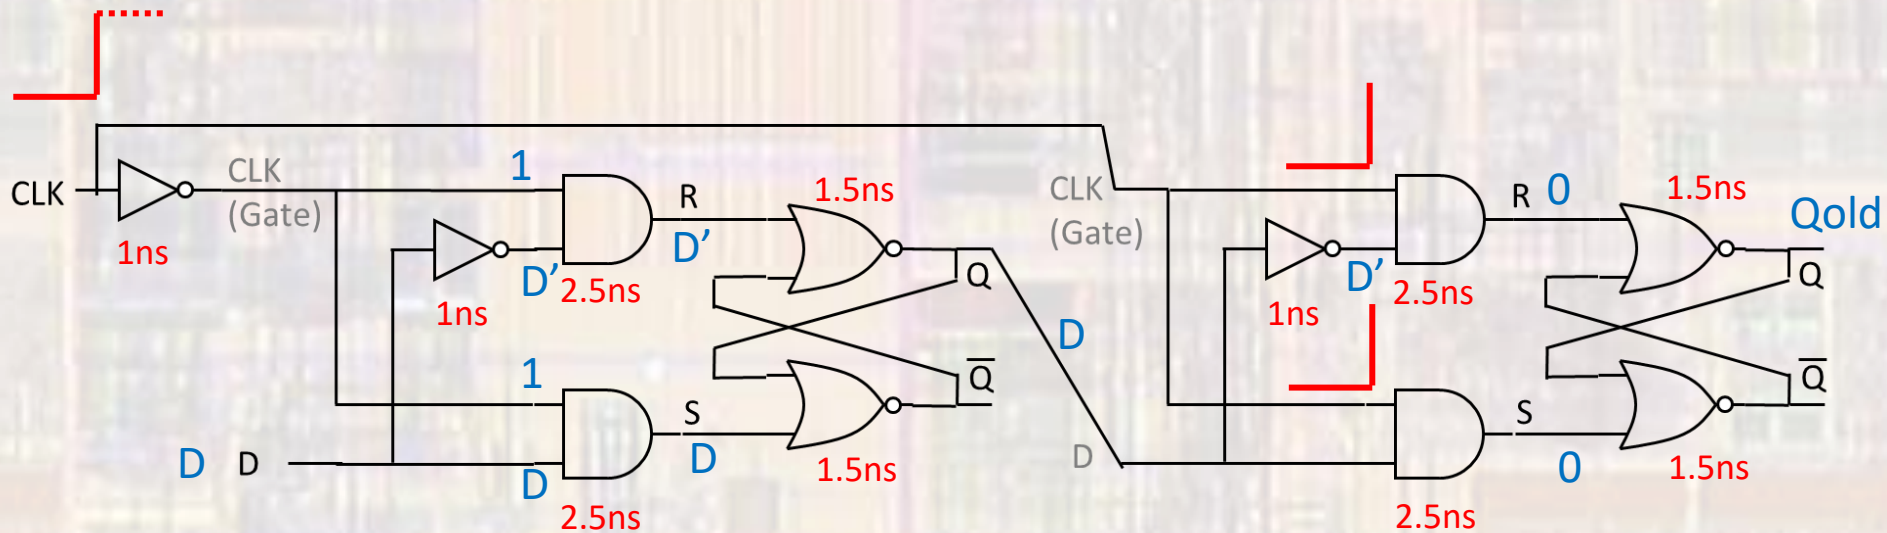 CLK
1ns
CLK
(Gate)
1
D’
1ns
2.5ns
R
D’
1.5ns
Q
D
D
1
D
S
D
2.5ns
1.5ns
Q
D
CLK
(Gate)
D
1ns
D’
2.5ns
R
0
1.5ns
Qold
Q
S
0
2.5ns
1.5ns
Q